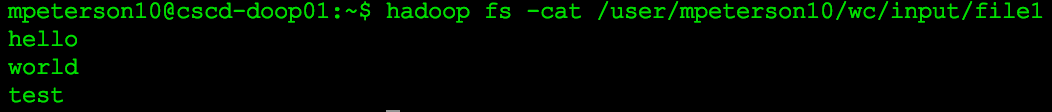 mpeterson10@cscd-doop01:~$ hadoop fs -cat /user/mpeterson10/wc/input/file1
hello
world
test